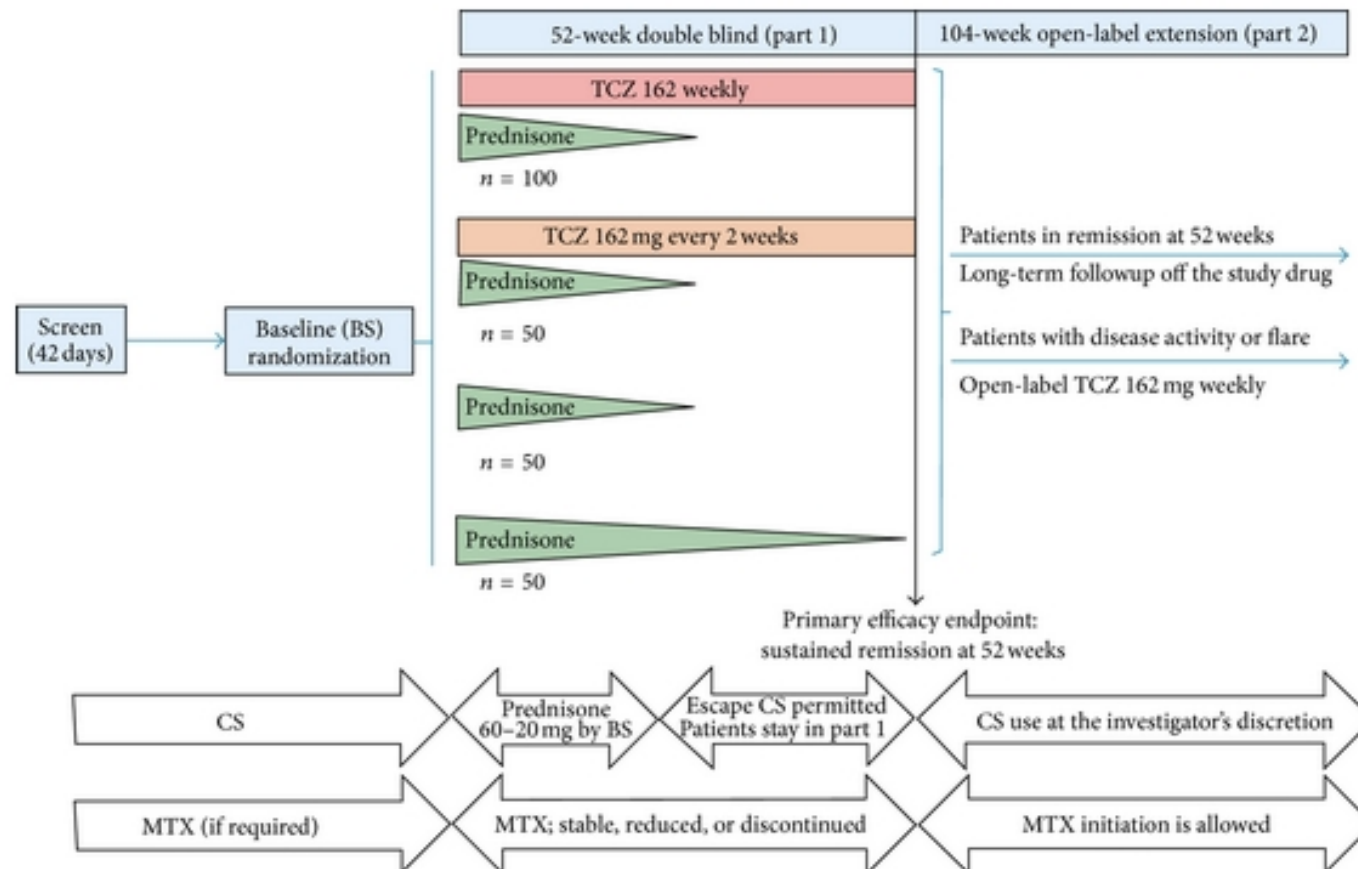 52-week double blind (part 1)
104-week open-label extension (part 2)
TCZ 162 weekly
Prednisone
n = 100
TCZ 162 mg every 2 weeks
Prednisone
n = 50
Prednisone
n = 50
Prednisone
n = 50
Screen
(42 days)
Baseline (BS)
randomization
Patients in remission at 52 weeks
Long-term followup off the study drug
Patients with disease activity or flare
Open-label TCZ 162 mg weekly
Primary efficacy endpoint:
sustained remission at 52 weeks
CS
Prednisone
60–20 mg by BS
Escape CS permitted
Patients stay in part 1
CS use at the investigator's discretion
MTX (if required)
MTX; stable, reduced, or discontinued
MTX initiation is allowed